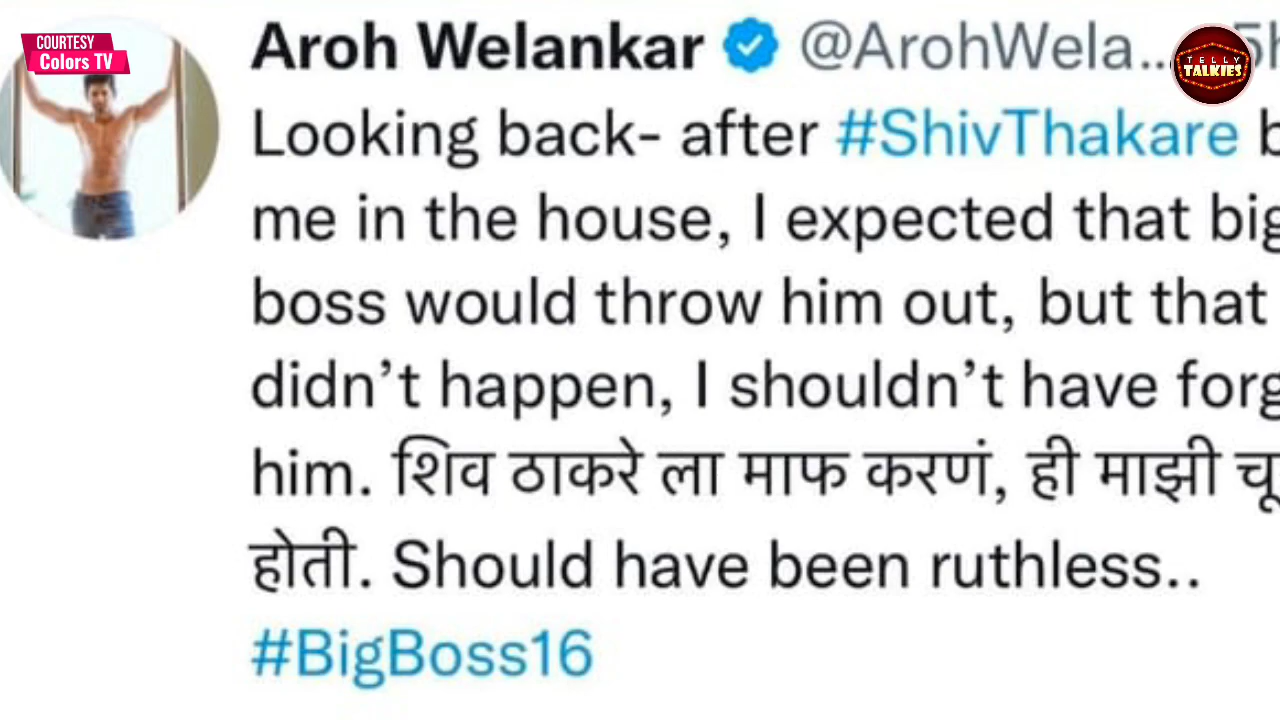 COURTESY
Colors TV
TELLY
TALKIES
Aroh Welankar @ArohWela...
Looking back- after #ShivThakare
me in the house, I expected that big
boss would throw him out, but that
didn't happen, I shouldn't have
him. शिव ठाकरे ला माफ करणं, ही माझी
होती. Should have been ruthless..
#BigBoss16